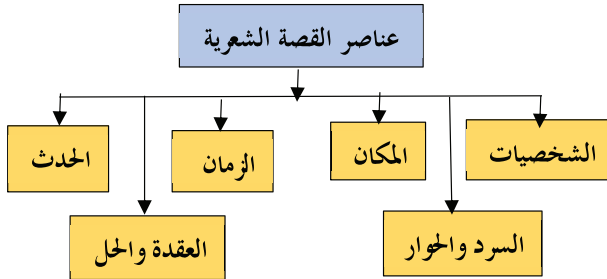 عناصر القصة الشعرية
الشخصيات
المكان
الزمان
الحدث
السرد والحوار
العقدة والحل